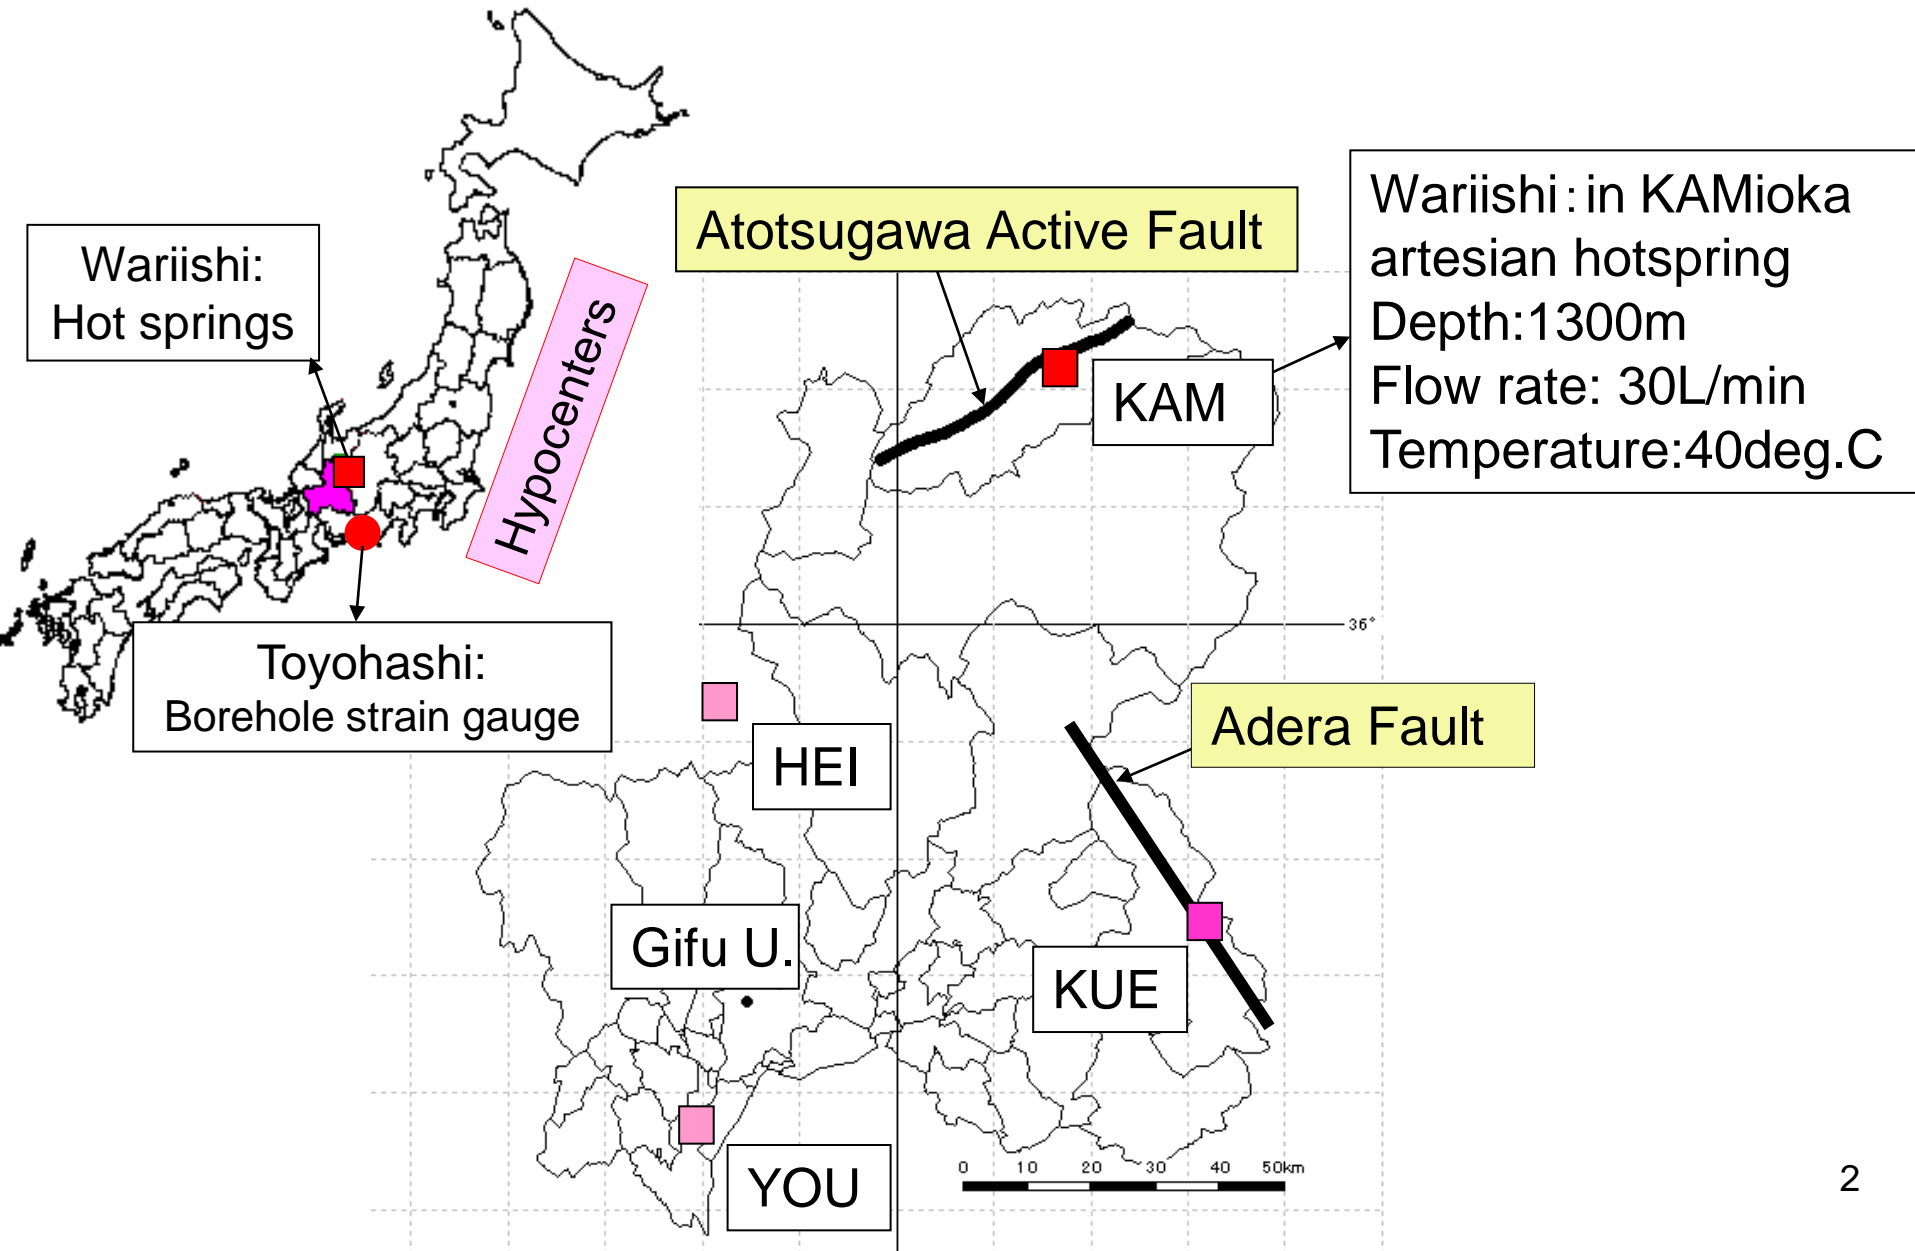 Wariishi:
Hot springs
Hypocenters
Toyohashi:
Borehole strain gauge
Atotsugawa Active Fault
Wariishi:in KAMioka
artesian hotspring
Depth:1300m
Flow rate: 30L/min
Temperature:40deg.C
KAM
36°
HEI
Adera Fault
Gifu U.
KUE
YOU
0 10 20 30 40 50km
2